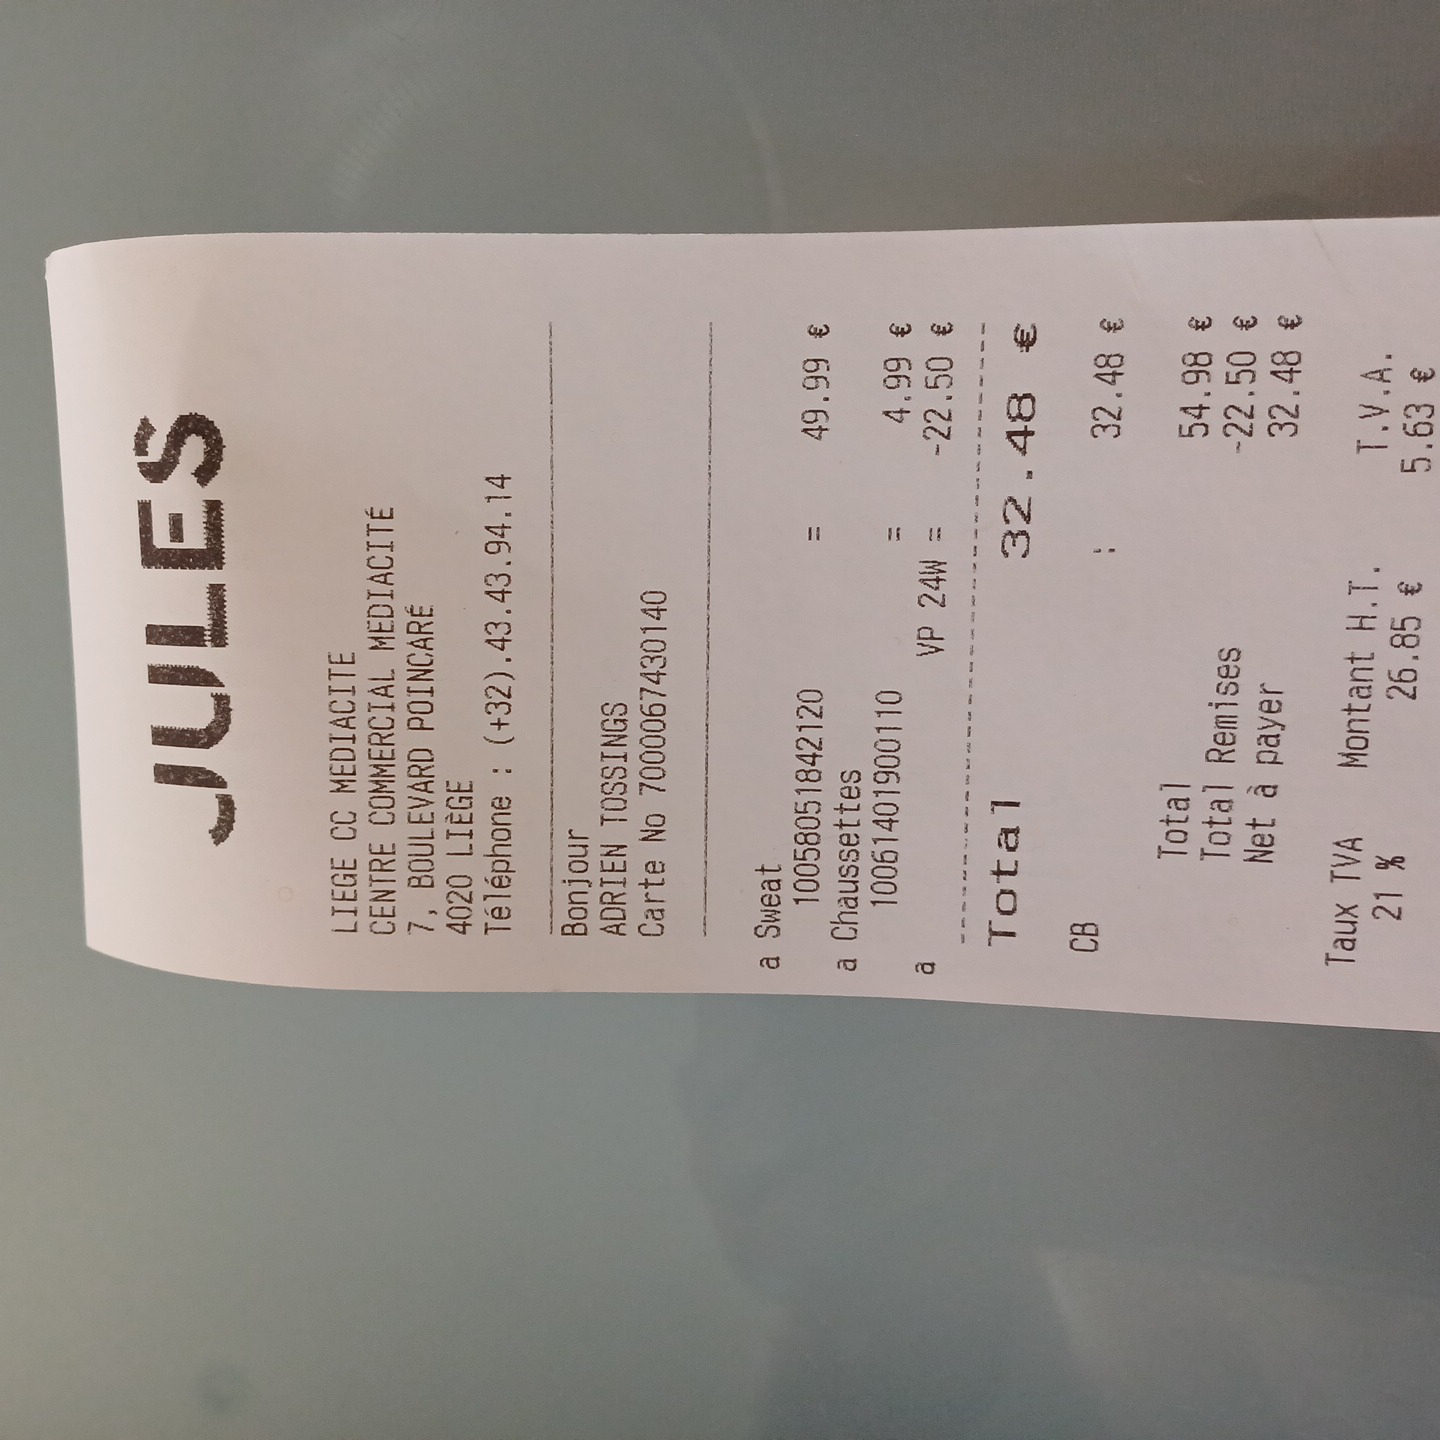 JULES
LIEGE CC MEDIACITE
CENTRE COMMERCIAL MEDIACITÉ
7, BOULEVARD POINCARÉ
4020 LIÈGE
Téléphone : (+32).43.43.94.14
Bonjour
ADRIEN TOSSINGS
Carte No 7000067430140
a Sweat
10058051842120 = 49.99 €
a Chaussettes
10061401900110 = 4.99 €
a VP 24W = -22.50 €
Total 32.48 €
CB : 32.48 €
Total 54.98 €
Total Remises -22.50 €
Net à payer 32.48 €
Taux TVA Montant H.T. T.V.A.
21 % 26.85 € 5.63 €